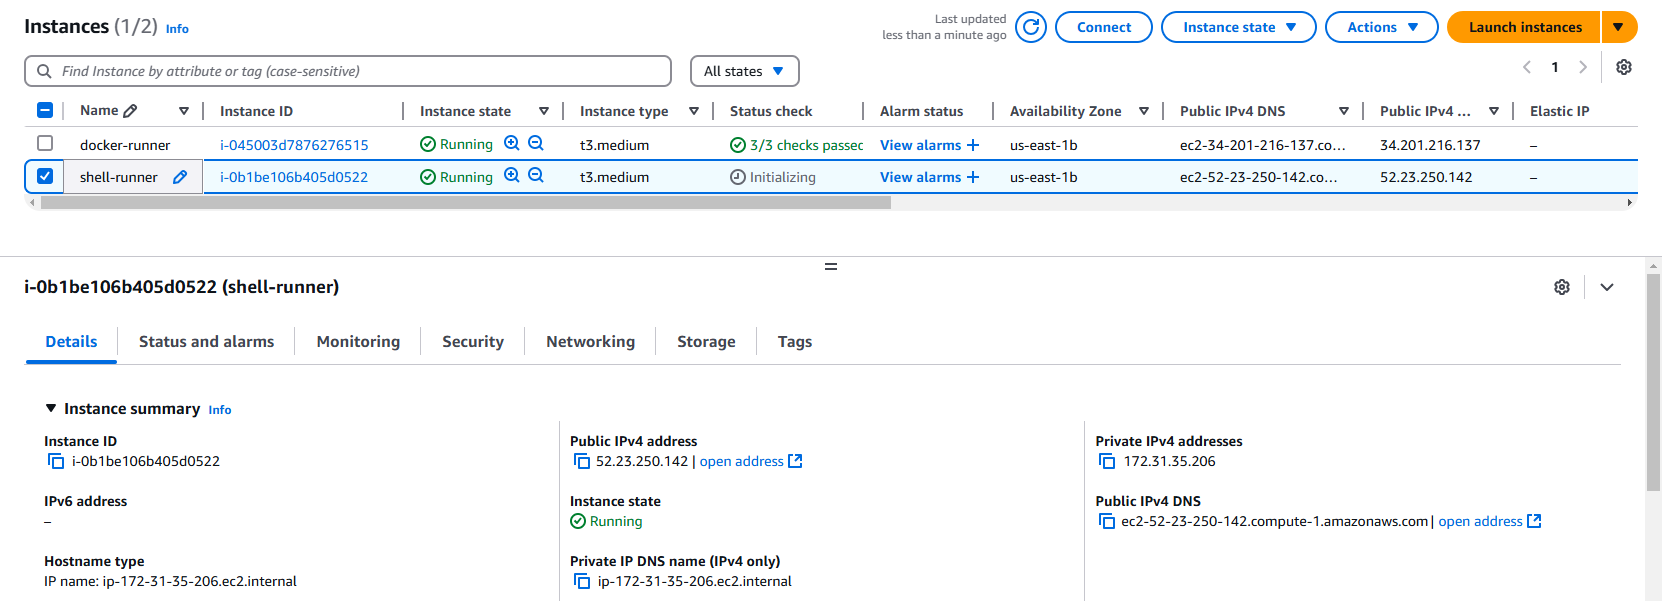 Instances (1/2) Info
Last updated
less than a minute ago
Connect
Instance state
Actions
Launch instances
Find Instance by attribute or tag (case-sensitive)
All states
1
Name Instance ID Instance state Instance type Status check Alarm status Availability Zone Public IPv4 DNS Public IPv4 ... Elastic IP
docker-runner i-045003d7876276515 Running t3.medium 3/3 checks passec View alarms + us-east-1b ec2-34-201-216-137.co... 34.201.216.137 –
shell-runner i-0b1be106b405d0522 Running t3.medium Initializing View alarms + us-east-1b ec2-52-23-250-142.co... 52.23.250.142 –
i-0b1be106b405d0522 (shell-runner)
Details Status and alarms Monitoring Security Networking Storage Tags
Instance summary Info
Instance ID
i-0b1be106b405d0522
Public IPv4 address
52.23.250.142 | open address
Private IPv4 addresses
172.31.35.206
IPv6 address
–
Instance state
Running
Public IPv4 DNS
ec2-52-23-250-142.compute-1.amazonaws.com | open address
Hostname type
IP name: ip-172-31-35-206.ec2.internal
Private IP DNS name (IPv4 only)
ip-172-31-35-206.ec2.internal